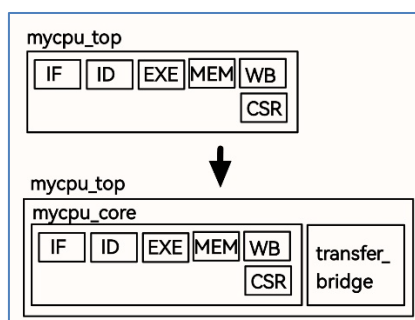 mycpu_top
IF ID EXE MEM WB
CSR
mycpu_top
mycpu_core
IF ID EXE MEM WB
CSR
transfer_
bridge